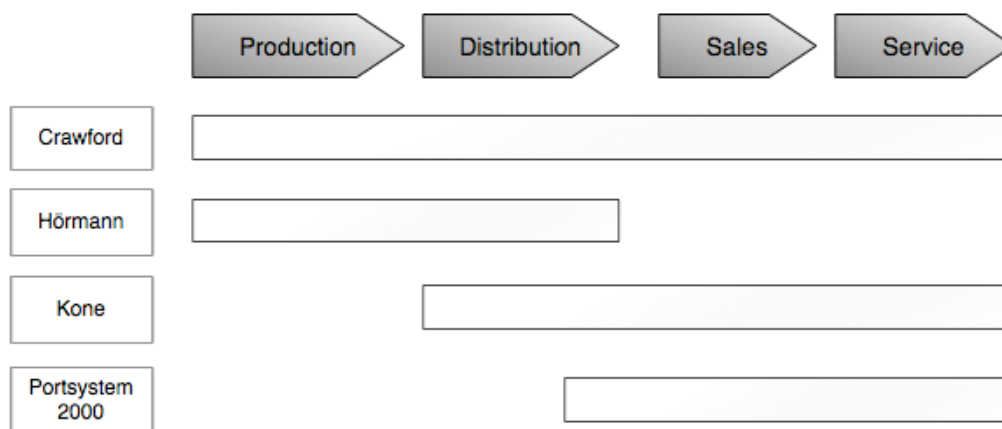 Production
Distribution
Sales
Service
Crawford
Hörmann
Kone
Portsystem
2000